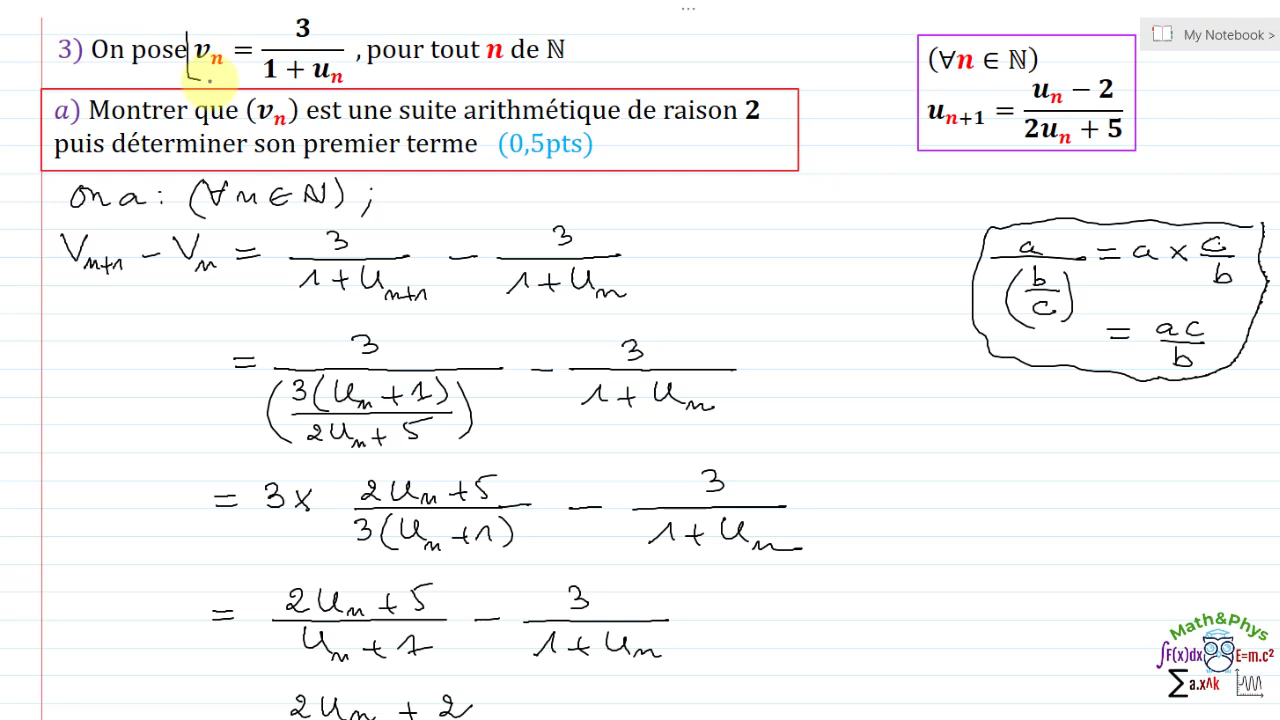 ...
My Notebook >
3) On pose vₙ = 3/(1 + uₙ) , pour tout n de ℕ
(∀n ∈ ℕ)
uₙ₊₁ = (uₙ − 2)/(2uₙ + 5)
a) Montrer que (vₙ) est une suite arithmétique de raison 2
puis déterminer son premier terme (0,5pts)
on a : (∀n ∈ ℕ) ;
Vₙ₊₁ − Vₙ = 3/(1 + Uₙ₊₁) − 3/(1 + Uₙ)
= 3/(3(Uₙ + 1)/(2Uₙ + 5)) − 3/(1 + Uₙ)
= 3 × (2Uₙ + 5)/(3(Uₙ + 1)) − 3/(1 + Uₙ)
= (2Uₙ + 5)/(Uₙ + 1) − 3/(1 + Uₙ)
2Uₙ + 2
a/(b/c) = a × c/b
= ac/b
Math&Phys
∫F(x)dx E=m.c²
∑ a.x∧k